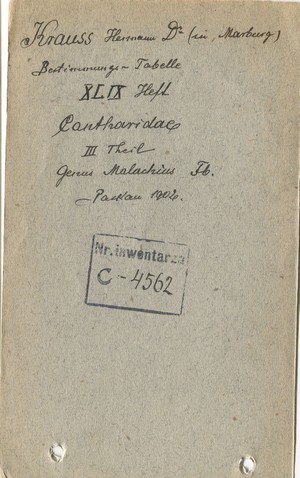 Krauss Hermann Dr (in Marburg)
Bestimmungs-Tabelle
XLIX Heft
Cantharidae
III Theil
Genus Malachius Fb.
Paskau 1902.
Nr. inwentarza
C-4562